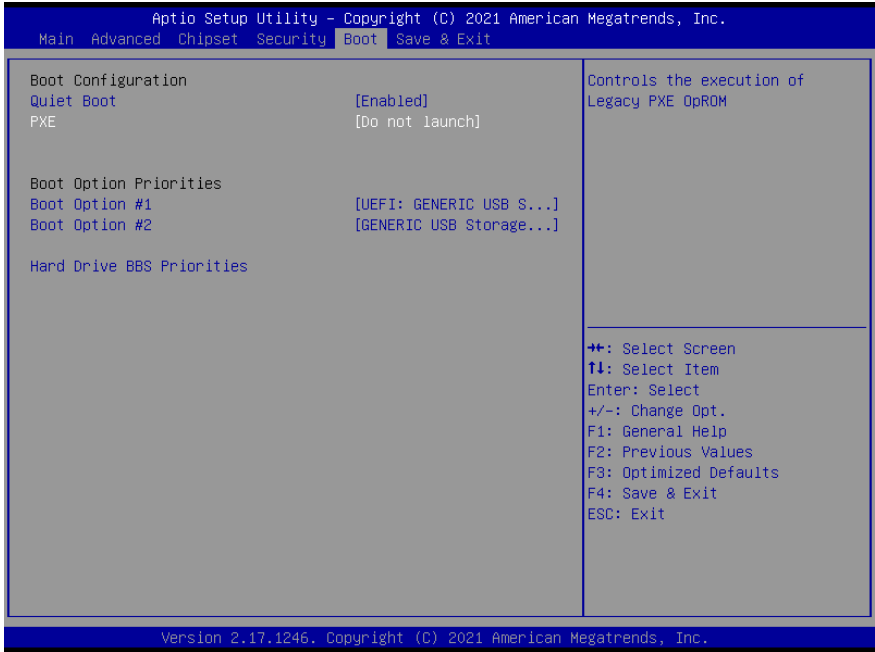 Aptio Setup Utility – Copyright (C) 2021 American Megatrends, Inc.
Main Advanced Chipset Security Boot Save & Exit
Boot Configuration
Quiet Boot [Enabled]
PXE [Do not launch]
Boot Option Priorities
Boot Option #1 [UEFI: GENERIC USB S...]
Boot Option #2 [GENERIC USB Storage...]
Hard Drive BBS Priorities
Controls the execution of
Legacy PXE OpROM
→←: Select Screen
↑↓: Select Item
Enter: Select
+/-: Change Opt.
F1: General Help
F2: Previous Values
F3: Optimized Defaults
F4: Save & Exit
ESC: Exit
Version 2.17.1246. Copyright (C) 2021 American Megatrends, Inc.